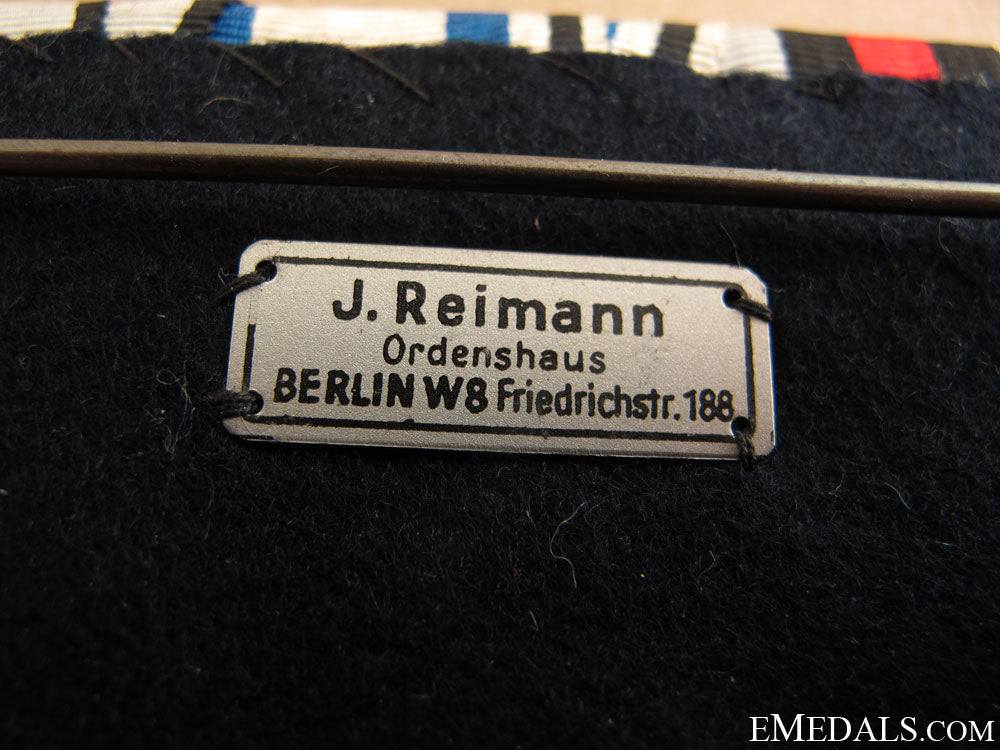 J. Reimann
Ordenshaus
BERLIN W8 Friedrichstr. 188
EMEDALS.COM